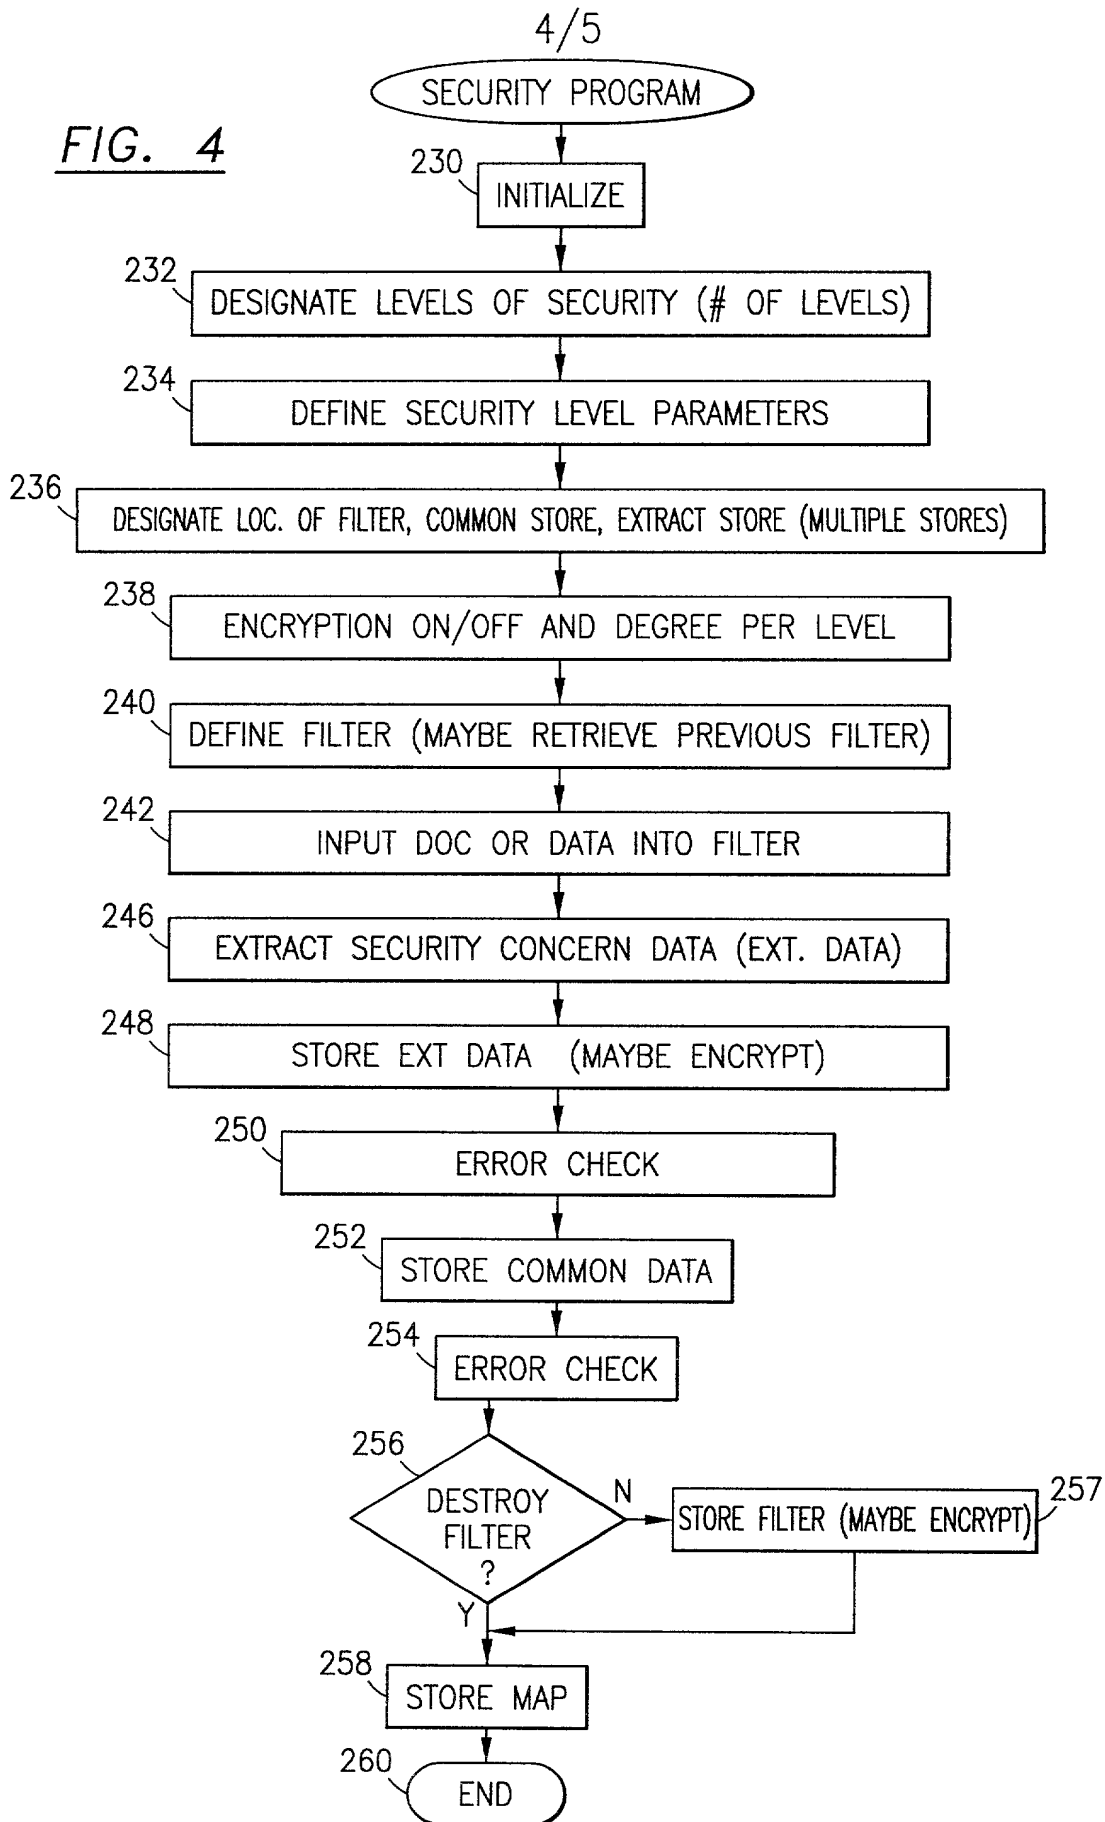 4/5
SECURITY PROGRAM
FIG. 4
230
INITIALIZE
232
DESIGNATE LEVELS OF SECURITY (# OF LEVELS)
234
DEFINE SECURITY LEVEL PARAMETERS
236
DESIGNATE LOC. OF FILTER, COMMON STORE, EXTRACT STORE (MULTIPLE STORES)
238
ENCRYPTION ON/OFF AND DEGREE PER LEVEL
240
DEFINE FILTER (MAYBE RETRIEVE PREVIOUS FILTER)
242
INPUT DOC OR DATA INTO FILTER
246
EXTRACT SECURITY CONCERN DATA (EXT. DATA)
248
STORE EXT DATA (MAYBE ENCRYPT)
250
ERROR CHECK
252
STORE COMMON DATA
254
ERROR CHECK
256
DESTROY
FILTER
?
N
257
STORE FILTER (MAYBE ENCRYPT)
Y
258
STORE MAP
260
END